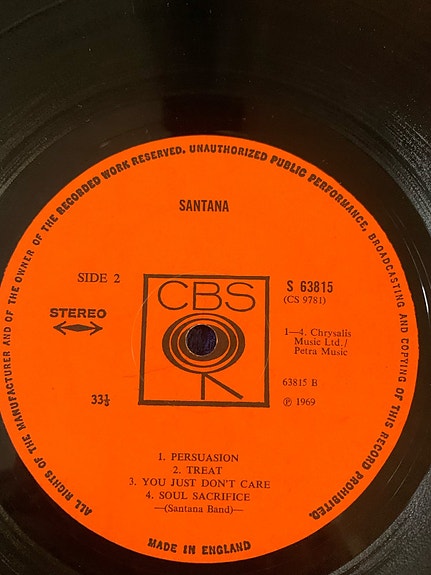 ALL RIGHTS OF THE MANUFACTURER AND OF THE OWNER OF THE RECORDED WORK RESERVED. UNAUTHORIZED PUBLIC PERFORMANCE, BROADCASTING AND COPYING OF THIS RECORD PROHIBITED.
SANTANA
SIDE 2
CBS
S 63815
(CS 9781)
STEREO
1—4. Chrysalis
Music Ltd./
Petra Music
63815 B
33⅓
℗ 1969
1. PERSUASION
2. TREAT
3. YOU JUST DON'T CARE
4. SOUL SACRIFICE
—(Santana Band)—
MADE IN ENGLAND